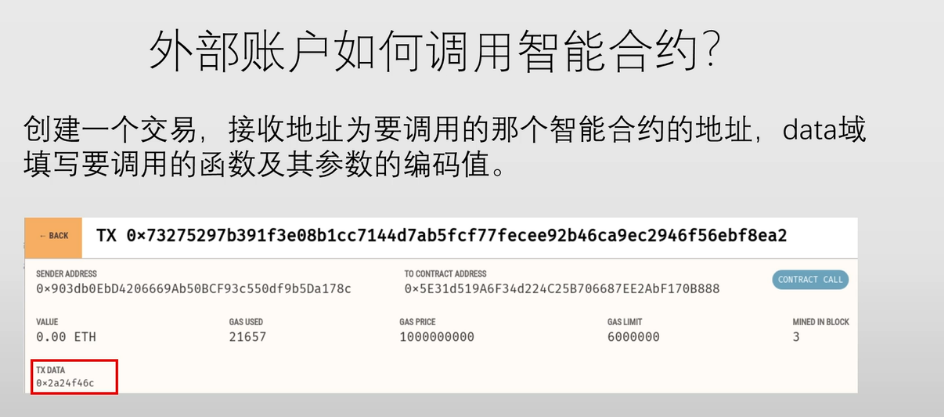 外部账户如何调用智能合约?
创建一个交易，接收地址为要调用的那个智能合约的地址，data域
填写要调用的函数及其参数的编码值。
← BACK
TX 0×73275297b391f3e08b1cc7144d7ab5fcf77fecee92b46ca9ec2946f56ebf8ea2
SENDER ADDRESS
0×903db0EbD4206669Ab50BCF93c550df9b5Da178c
TO CONTRACT ADDRESS
0×5E31d519A6F34d224C25B706687EE2AbF170B888
CONTRACT CALL
VALUE
0.00 ETH
GAS USED
21657
GAS PRICE
1000000000
GAS LIMIT
6000000
MINED IN BLOCK
3
TX DATA
0×2a24f46c